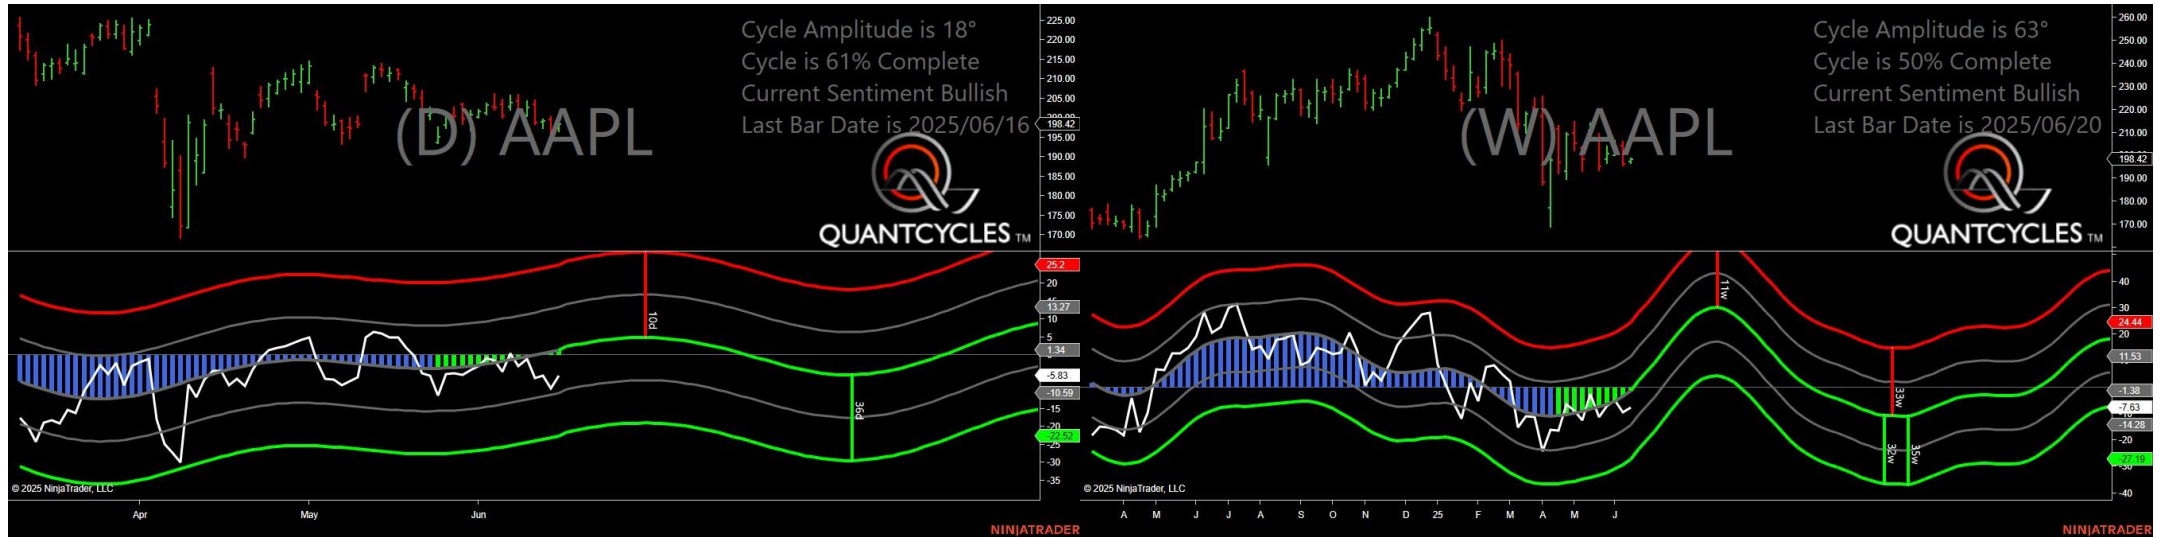 Cycle Amplitude is 18°
Cycle is 61% Complete
Current Sentiment Bullish
Last Bar Date is 2025/06/16
(D) AAPL
QUANTCYCLES TM
225.00
220.00
215.00
210.00
205.00
198.42
195.00
190.00
185.00
180.00
175.00
170.00
25.2
20
13.27
10
5
1.34
-5.83
-10.59
-15
-20
-22.52
-25
-30
-35
10d
36d
© 2025 NinjaTrader, LLC
Apr May Jun
NINJATRADER
Cycle Amplitude is 63°
Cycle is 50% Complete
Current Sentiment Bullish
Last Bar Date is 2025/06/20
(W) AAPL
QUANTCYCLES TM
260.00
250.00
240.00
230.00
220.00
210.00
198.42
190.00
180.00
170.00
40
30
24.44
20
11.53
-1.38
-7.63
-14.28
-20
-27.19
-40
11w
33w
32w
35w
© 2025 NinjaTrader, LLC
A M J J A S O N D 25 F M A M J
NINJATRADER